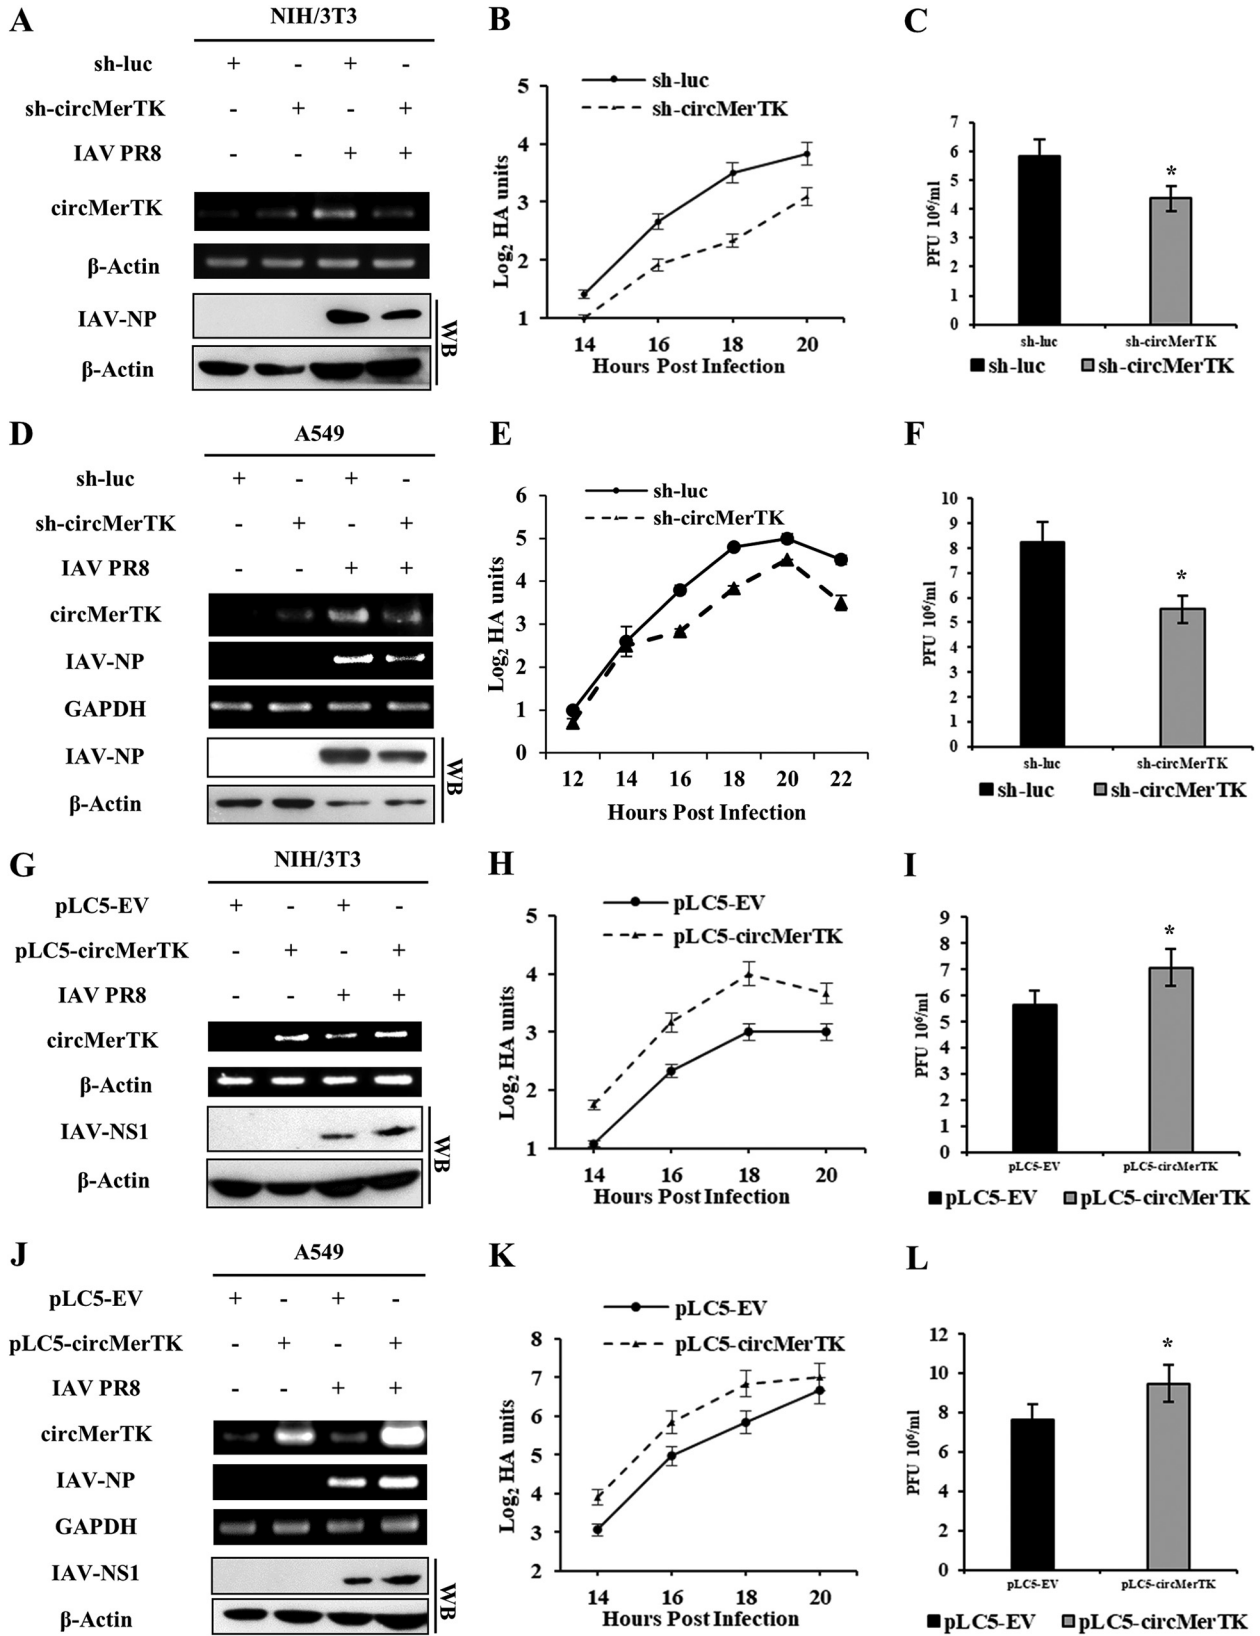 A
NIH/3T3
sh-luc + - + -
sh-circMerTK - + - +
IAV PR8 - - + +
circMerTK
β-Actin
IAV-NP
β-Actin
WB
B
sh-luc
sh-circMerTK
Log2 HA units
5
4
3
2
1
14 16 18 20
Hours Post Infection
C
PFU 10⁶/ml
7
6
5
4
3
2
1
0
*
sh-luc sh-circMerTK
sh-luc sh-circMerTK
D
A549
sh-luc + - + -
sh-circMerTK - + - +
IAV PR8 - - + +
circMerTK
IAV-NP
GAPDH
IAV-NP
β-Actin
WB
E
sh-luc
sh-circMerTK
Log2 HA units
6
5
4
3
2
1
0
12 14 16 18 20 22
Hours Post Infection
F
PFU 10⁶/ml
10
9
8
7
6
5
4
3
2
1
0
*
sh-luc sh-circMerTK
sh-luc sh-circMerTK
G
NIH/3T3
pLC5-EV + - + -
pLC5-circMerTK - + - +
IAV PR8 - - + +
circMerTK
β-Actin
IAV-NS1
β-Actin
WB
H
pLC5-EV
pLC5-circMerTK
Log2 HA units
5
4
3
2
1
14 16 18 20
Hours Post Infection
I
PFU 10⁶/ml
9
8
7
6
5
4
3
2
1
0
*
pLC5-EV pLC5-circMerTK
pLC5-EV pLC5-circMerTK
J
A549
pLC5-EV + - + -
pLC5-circMerTK - + - +
IAV PR8 - - + +
circMerTK
IAV-NP
GAPDH
IAV-NS1
β-Actin
WB
K
pLC5-EV
pLC5-circMerTK
Log2 HA units
8
7
6
5
4
3
2
14 16 18 20
Hours Post Infection
L
PFU 10⁶/ml
12
10
8
6
4
2
0
*
pLC5-EV pLC5-circMerTK
pLC5-EV pLC5-circMerTK